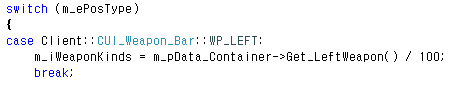 switch (m_ePosType)
{
case Client::CUI_Weapon_Bar::WP_LEFT:
    m_iWeaponKinds = m_pData_Container->Get_LeftWeapon() / 100;
    break;